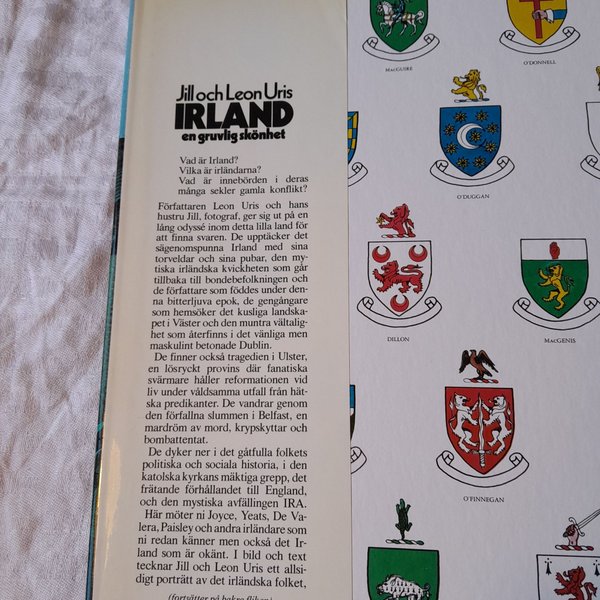 Jill och Leon Uris
IRLAND
en gruvlig skönhet
Vad är Irland?
Vilka är irländarna?
Vad är innebörden i deras
många sekler gamla konflikt?
Författaren Leon Uris och hans
hustru Jill, fotograf, ger sig ut på en
lång odyssé inom detta lilla land för
att finna svaren. De upptäcker det
sägenomspunna Irland med sina
torveldar och sina pubar, den my-
tiska irländska kvickheten som går
tillbaka till bondebefolkningen och
de författare som föddes under den-
na bitterljuva epok, de gengångare
som hemsöker det kusliga landska-
pet i Väster och den muntra vältalig-
het som återfinns i det vänliga men
maskulint betonade Dublin.
De finner också tragedien i Ulster,
en lösryckt provins där fanatiska
svärmare håller reformationen vid
liv under våldsamma utfall från hät-
ska predikanter. De vandrar genom
den förfallna slummen i Belfast, en
mardröm av mord, krypskyttar och
bombattentat.
De dyker ner i det gåtfulla folkets
politiska och sociala historia, i den
katolska kyrkans mäktiga grepp, det
frätande förhållandet till England,
och den mystiska avfällingen IRA.
Här möter ni Joyce, Yeats, De Va-
lera, Paisley och andra irländare som
ni redan känner men också det Ir-
land som är okänt. I bild och text
tecknar Jill och Leon Uris ett allsi-
digt porträtt av det irländska folket,
(fortsätter på bakre fliken)
MACGUIRE
O'DONNELL
O'DUGGAN
DILLON
MACGENIS
O'FINNEGAN